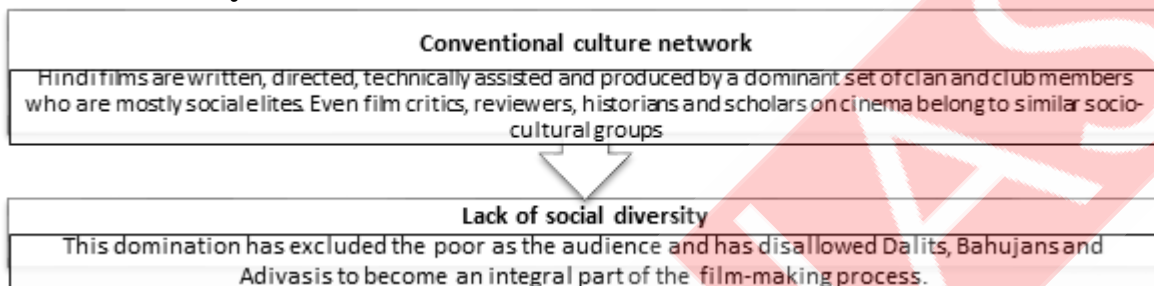 Conventional culture network
Hindi films are written, directed, technically assisted and produced by a dominant set of clan and club members
who are mostly social elites. Even film critics, reviewers, historians and scholars on cinema belong to similar socio-
cultural groups
Lack of social diversity
This domination has excluded the poor as the audience and has disallowed Dalits, Bahujans and
Adivasis to become an integral part of the film-making process.
IAS